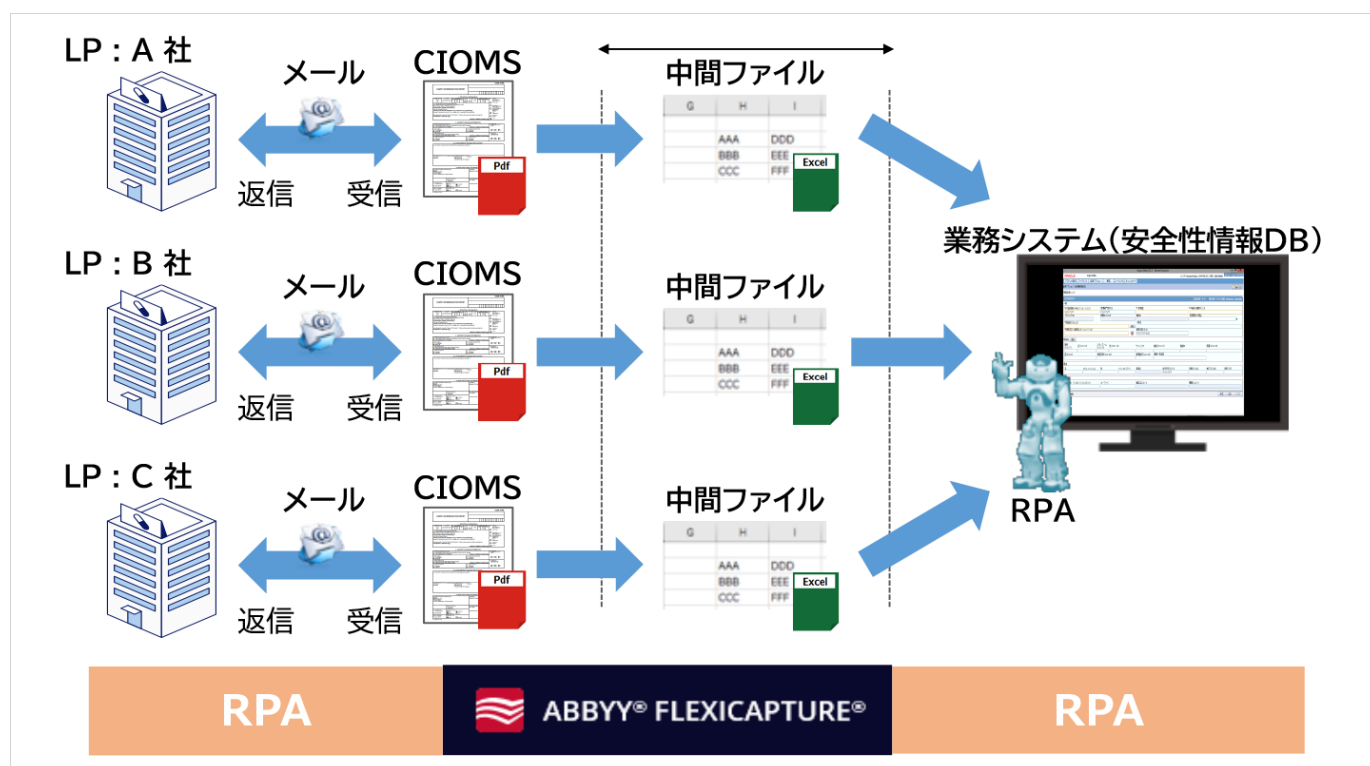 LP：A 社
メール
CIOMS
中間ファイル
G H I
AAA DDD
BBB EEE
CCC FFF
Pdf
Excel
返信 受信
業務システム（安全性情報DB）
LP：B 社
メール
CIOMS
中間ファイル
G H I
AAA DDD
BBB EEE
CCC FFF
Pdf
Excel
返信 受信
RPA
LP：C 社
メール
CIOMS
中間ファイル
G H I
AAA DDD
BBB EEE
CCC FFF
Pdf
Excel
返信 受信
RPA
ABBYY® FLEXICAPTURE®
RPA